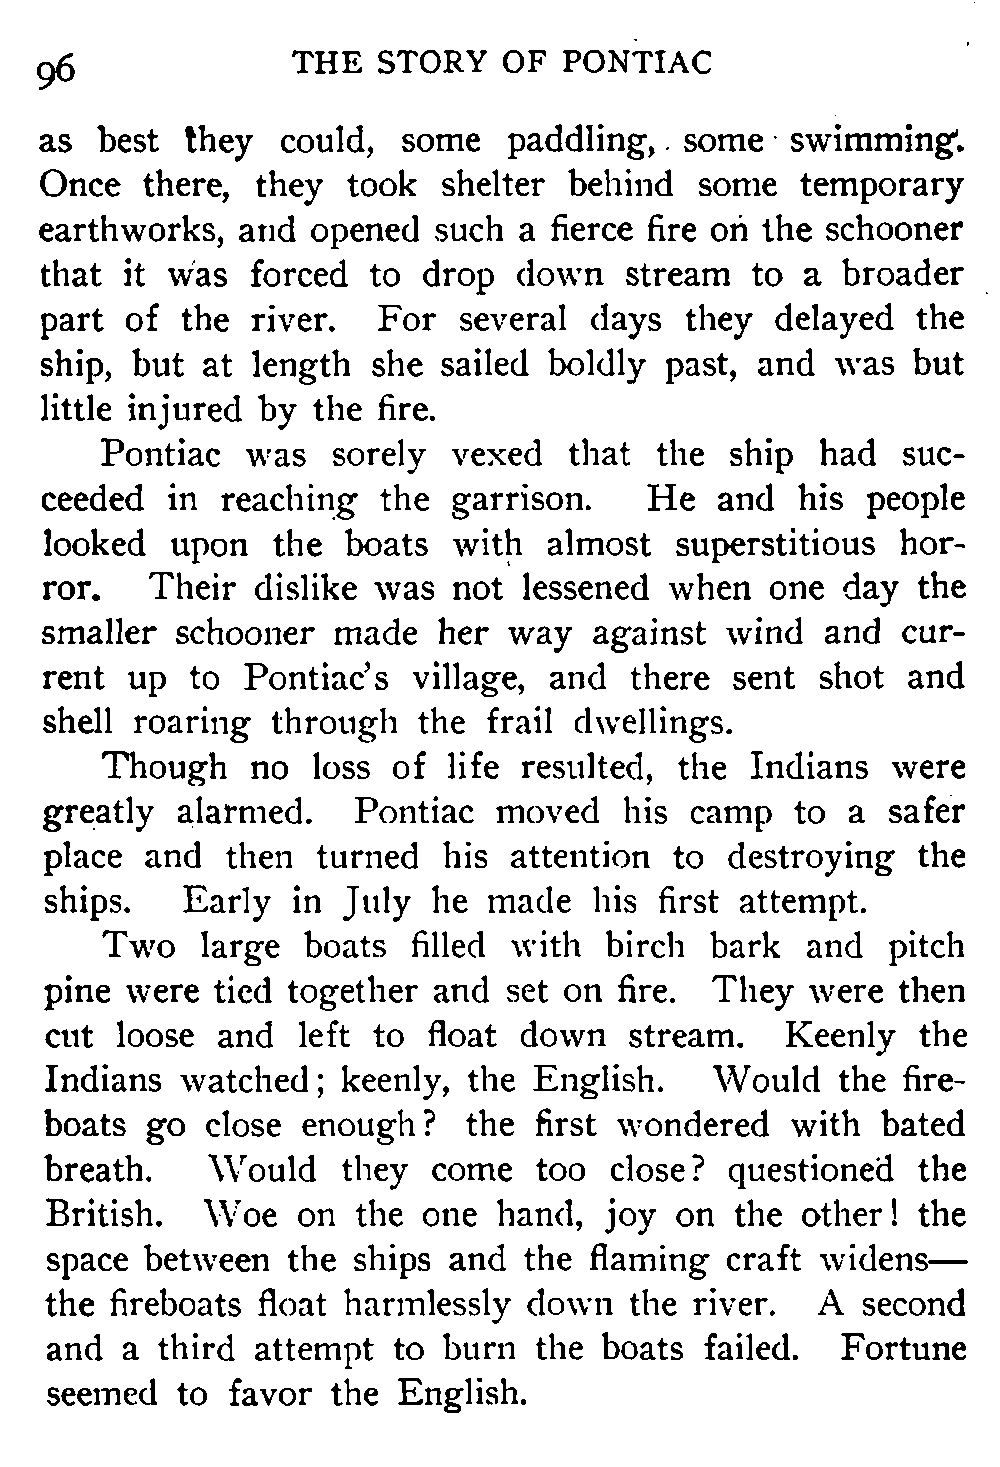 96 THE STORY OF PONTIAC
as best they could, some paddling, some swimming.
Once there, they took shelter behind some temporary
earthworks, and opened such a fierce fire on the schooner
that it was forced to drop down stream to a broader
part of the river. For several days they delayed the
ship, but at length she sailed boldly past, and was but
little injured by the fire.
Pontiac was sorely vexed that the ship had suc-
ceeded in reaching the garrison. He and his people
looked upon the boats with almost superstitious hor-
ror. Their dislike was not lessened when one day the
smaller schooner made her way against wind and cur-
rent up to Pontiac's village, and there sent shot and
shell roaring through the frail dwellings.
Though no loss of life resulted, the Indians were
greatly alarmed. Pontiac moved his camp to a safer
place and then turned his attention to destroying the
ships. Early in July he made his first attempt.
Two large boats filled with birch bark and pitch
pine were tied together and set on fire. They were then
cut loose and left to float down stream. Keenly the
Indians watched; keenly, the English. Would the fire-
boats go close enough? the first wondered with bated
breath. Would they come too close? questioned the
British. Woe on the one hand, joy on the other! the
space between the ships and the flaming craft widens—
the fireboats float harmlessly down the river. A second
and a third attempt to burn the boats failed. Fortune
seemed to favor the English.